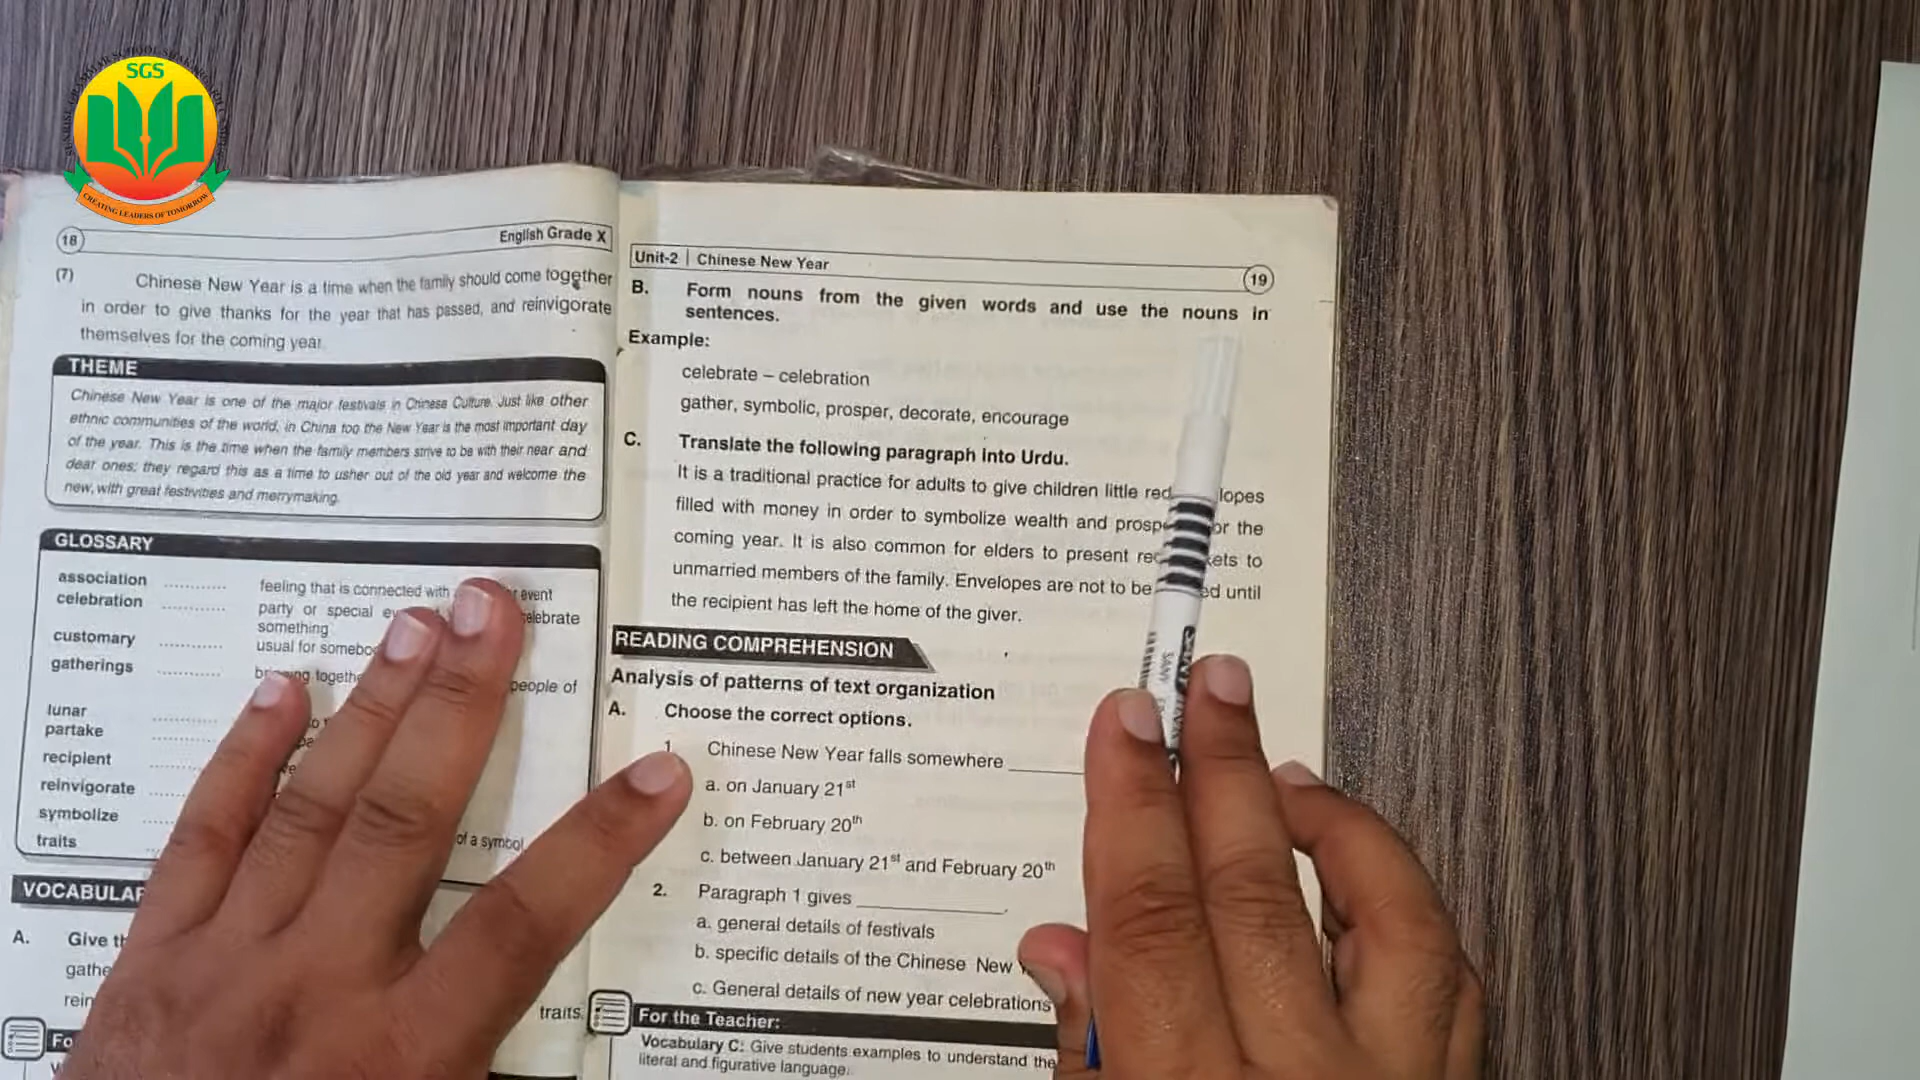 SUNRISE GRAMMAR SCHOOL
SGS
CREATING LEADERS OF TOMORROW
18
English Grade X
(7) Chinese New Year is a time when the family should come together
in order to give thanks for the year that has passed, and reinvigorate
themselves for the coming year.
THEME
Chinese New Year is one of the major festivals in Chinese Culture. Just like other
ethnic communities of the world, in China too the New Year is the most important day
of the year. This is the time when the family members strive to be with their near and
dear ones; they regard this as a time to usher out of the old year and welcome the
new, with great festivities and merrymaking.
GLOSSARY
association ............ feeling that is connected with event
celebration ............ party or special celebrate
something
customary ............ usual for
gatherings ............ people of
lunar
partake
recipient
reinvigorate
symbolize
of a symbol
traits
A. Give
traits.
Unit-2 | Chinese New Year
19
B. Form nouns from the given words and use the nouns in
sentences.
Example:
celebrate – celebration
gather, symbolic, prosper, decorate, encourage
C. Translate the following paragraph into Urdu.
It is a traditional practice for adults to give children little red
filled with money in order to symbolize wealth and the
coming year. It is also common for elders to present to
unmarried members of the family. Envelopes are not to be until
the recipient has left the home of the giver.
READING COMPREHENSION
Analysis of patterns of text organization
A. Choose the correct options.
1. Chinese New Year falls somewhere ______
a. on January 21st
b. on February 20th
c. between January 21st and February 20th
2. Paragraph 1 gives ____________.
a. general details of festivals
b. specific details of the Chinese New
c. General details of new year celebrations
For the Teacher:
Vocabulary C: Give students examples to understand the
literal and figurative language.
SANY